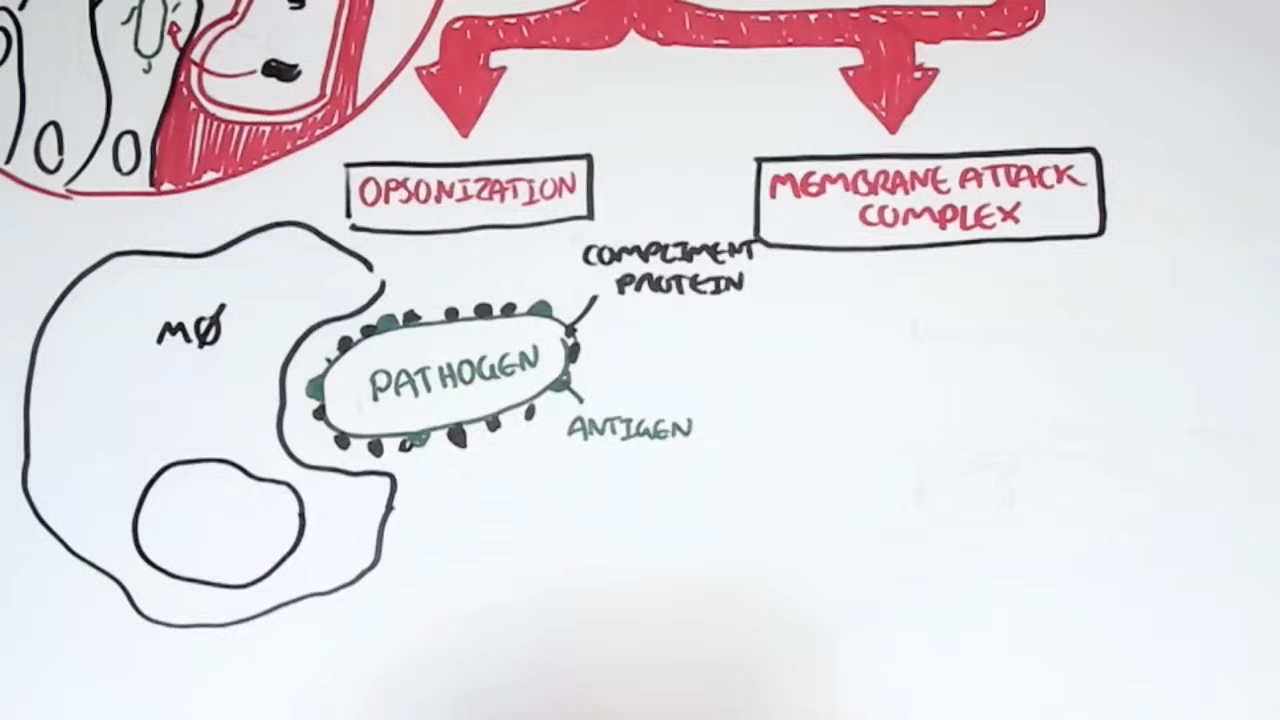 OPSONIZATION
MEMBRANE ATTACK
COMPLEX
COMPLIMENT
PROTEIN
MØ
PATHOGEN
ANTIGEN